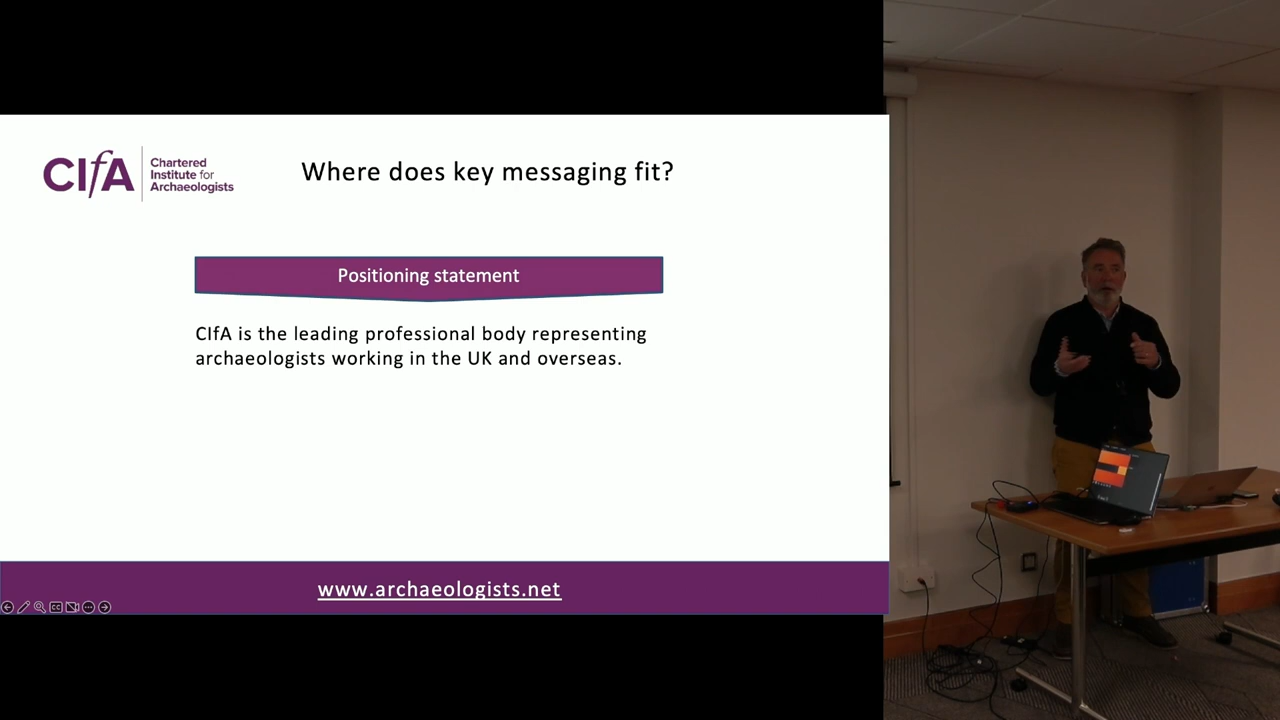 CIfA
Chartered
Institute for
Archaeologists
Where does key messaging fit?
Positioning statement
CIfA is the leading professional body representing
archaeologists working in the UK and overseas.
www.archaeologists.net